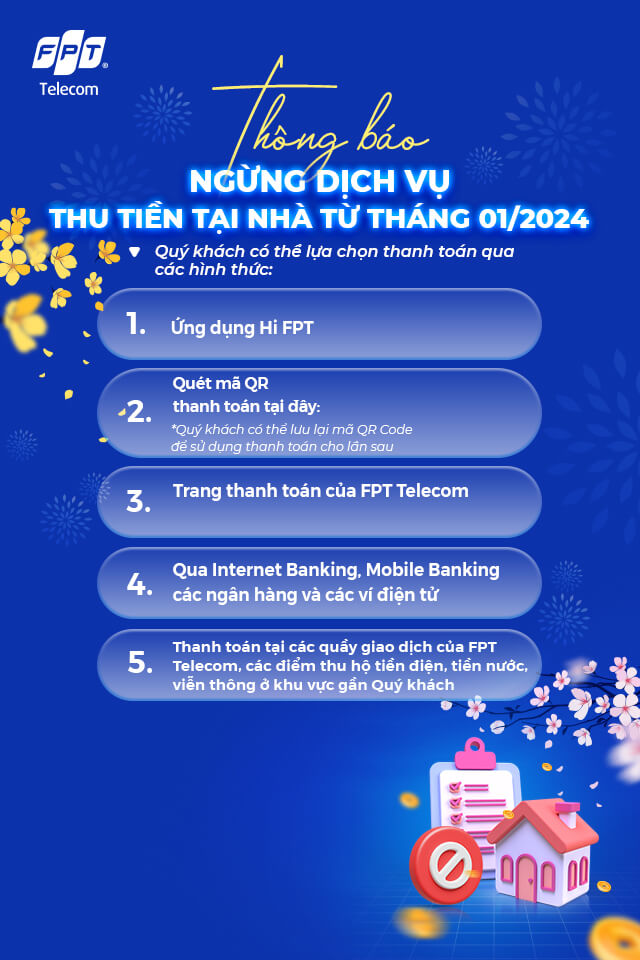 FPT
Telecom
Thông báo
NGỪNG DỊCH VỤ
THU TIỀN TẠI NHÀ TỪ THÁNG 01/2024
Quý khách có thể lựa chọn thanh toán qua
các hình thức:
1. Ứng dụng Hi FPT
Quét mã QR
2. thanh toán tại đây:
*Quý khách có thể lưu lại mã QR Code
để sử dụng thanh toán cho lần sau
3. Trang thanh toán của FPT Telecom
4. Qua Internet Banking, Mobile Banking
các ngân hàng và các ví điện tử
5. Thanh toán tại các quầy giao dịch của FPT
Telecom, các điểm thu hộ tiền điện, tiền nước,
viễn thông ở khu vực gần Quý khách